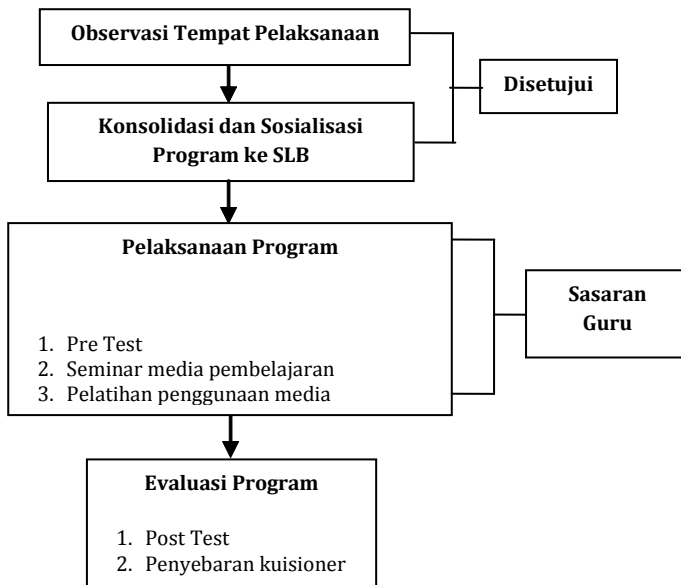 Observasi Tempat Pelaksanaan
Disetujui
Konsolidasi dan Sosialisasi
Program ke SLB
Pelaksanaan Program
1. Pre Test
2. Seminar media pembelajaran
3. Pelatihan penggunaan media
Sasaran
Guru
Evaluasi Program
1. Post Test
2. Penyebaran kuisioner